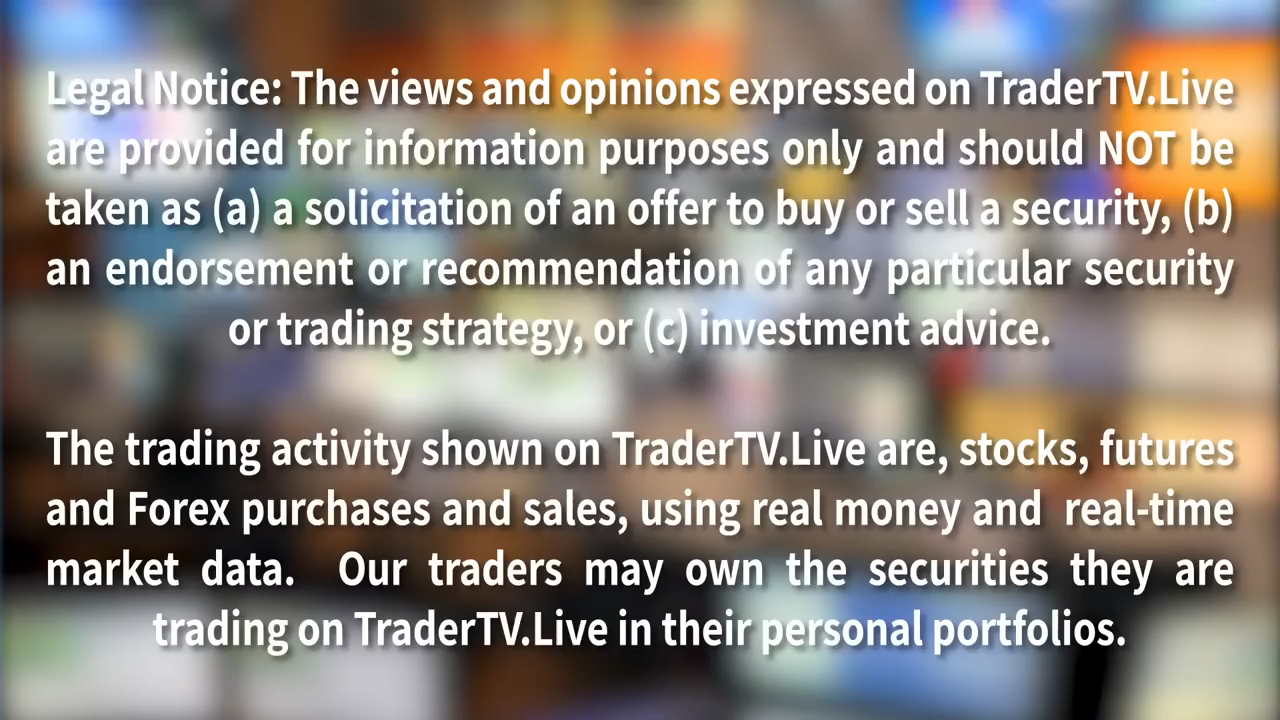 Legal Notice: The views and opinions expressed on TraderTV.Live
are provided for information purposes only and should NOT be
taken as (a) a solicitation of an offer to buy or sell a security, (b)
an endorsement or recommendation of any particular security
or trading strategy, or (c) investment advice.
The trading activity shown on TraderTV.Live are, stocks, futures
and Forex purchases and sales, using real money and  real-time
market data.  Our traders may own the securities they are
trading on TraderTV.Live in their personal portfolios.